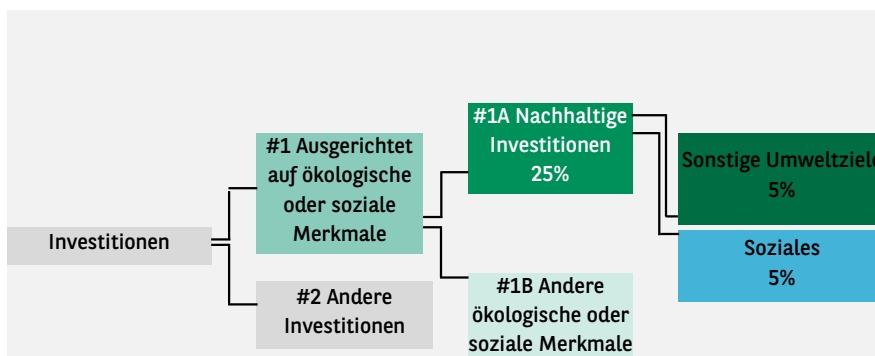 Investitionen
#1 Ausgerichtet
auf ökologische
oder soziale
Merkmale
#2 Andere
Investitionen
#1A Nachhaltige
Investitionen
25%
#1B Andere
ökologische oder
soziale Merkmale
Sonstige Umweltziele
5%
Soziales
5%